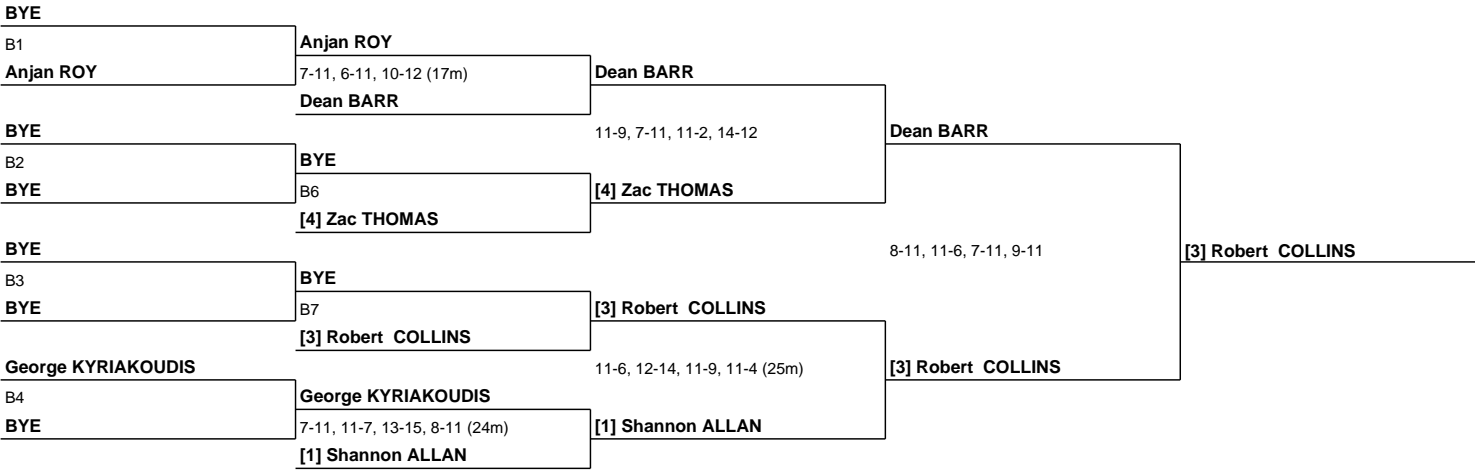 BYE
B1
Anjan ROY
Anjan ROY
7-11, 6-11, 10-12 (17m)
Dean BARR
Dean BARR
BYE
B2
BYE
11-9, 7-11, 11-2, 14-12
Dean BARR
BYE
B6
[4] Zac THOMAS
[4] Zac THOMAS
BYE
B3
BYE
8-11, 11-6, 7-11, 9-11
[3] Robert COLLINS
BYE
B7
[3] Robert COLLINS
[3] Robert COLLINS
George KYRIAKOUDIS
B4
BYE
11-6, 12-14, 11-9, 11-4 (25m)
[3] Robert COLLINS
George KYRIAKOUDIS
7-11, 11-7, 13-15, 8-11 (24m)
[1] Shannon ALLAN
[1] Shannon ALLAN